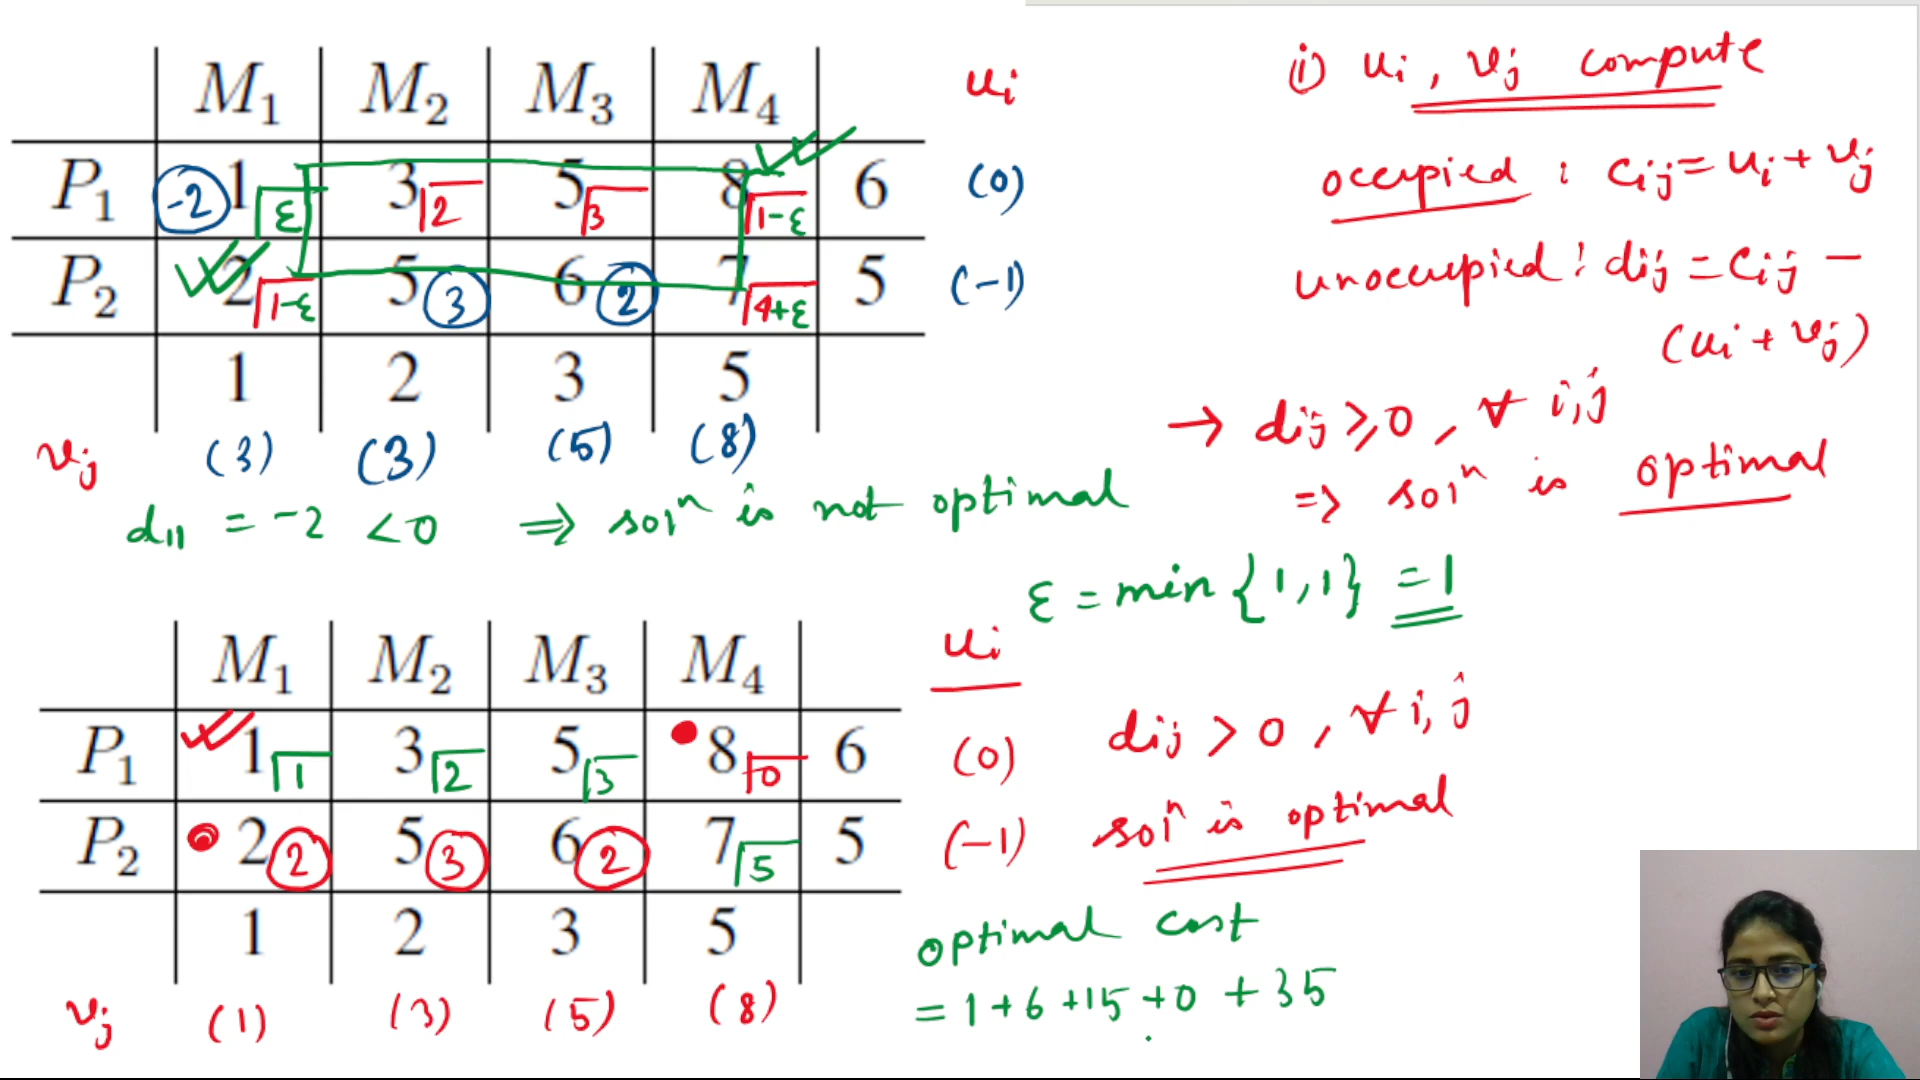 M₁ M₂ M₃ M₄ uᵢ
P₁ -2 1 ε 3 2 5 3 8 1-ε 6 (0)
P₂ 2 1-ε 5 3 6 2 7 4+ε 5 (-1)
1 2 3 5
vⱼ (3) (3) (5) (8)
d₁₁ = -2 < 0 ⇒ solⁿ is not optimal
(i) uᵢ, vⱼ compute
occupied : cᵢⱼ = uᵢ + vⱼ
unoccupied : dᵢⱼ = cᵢⱼ -
(uᵢ + vⱼ)
→ dᵢⱼ ≥ 0, ∀ i,j
⇒ solⁿ is optimal
ε = min {1,1} = 1
M₁ M₂ M₃ M₄ uᵢ
P₁ 1 1 3 2 5 3 8 0 6 (0)
P₂ 2 2 5 3 6 2 7 5 5 (-1)
1 2 3 5
vⱼ (1) (3) (5) (8)
dᵢⱼ > 0, ∀ i,j
solⁿ is optimal
optimal cost
= 1 + 6 + 15 + 0 + 35